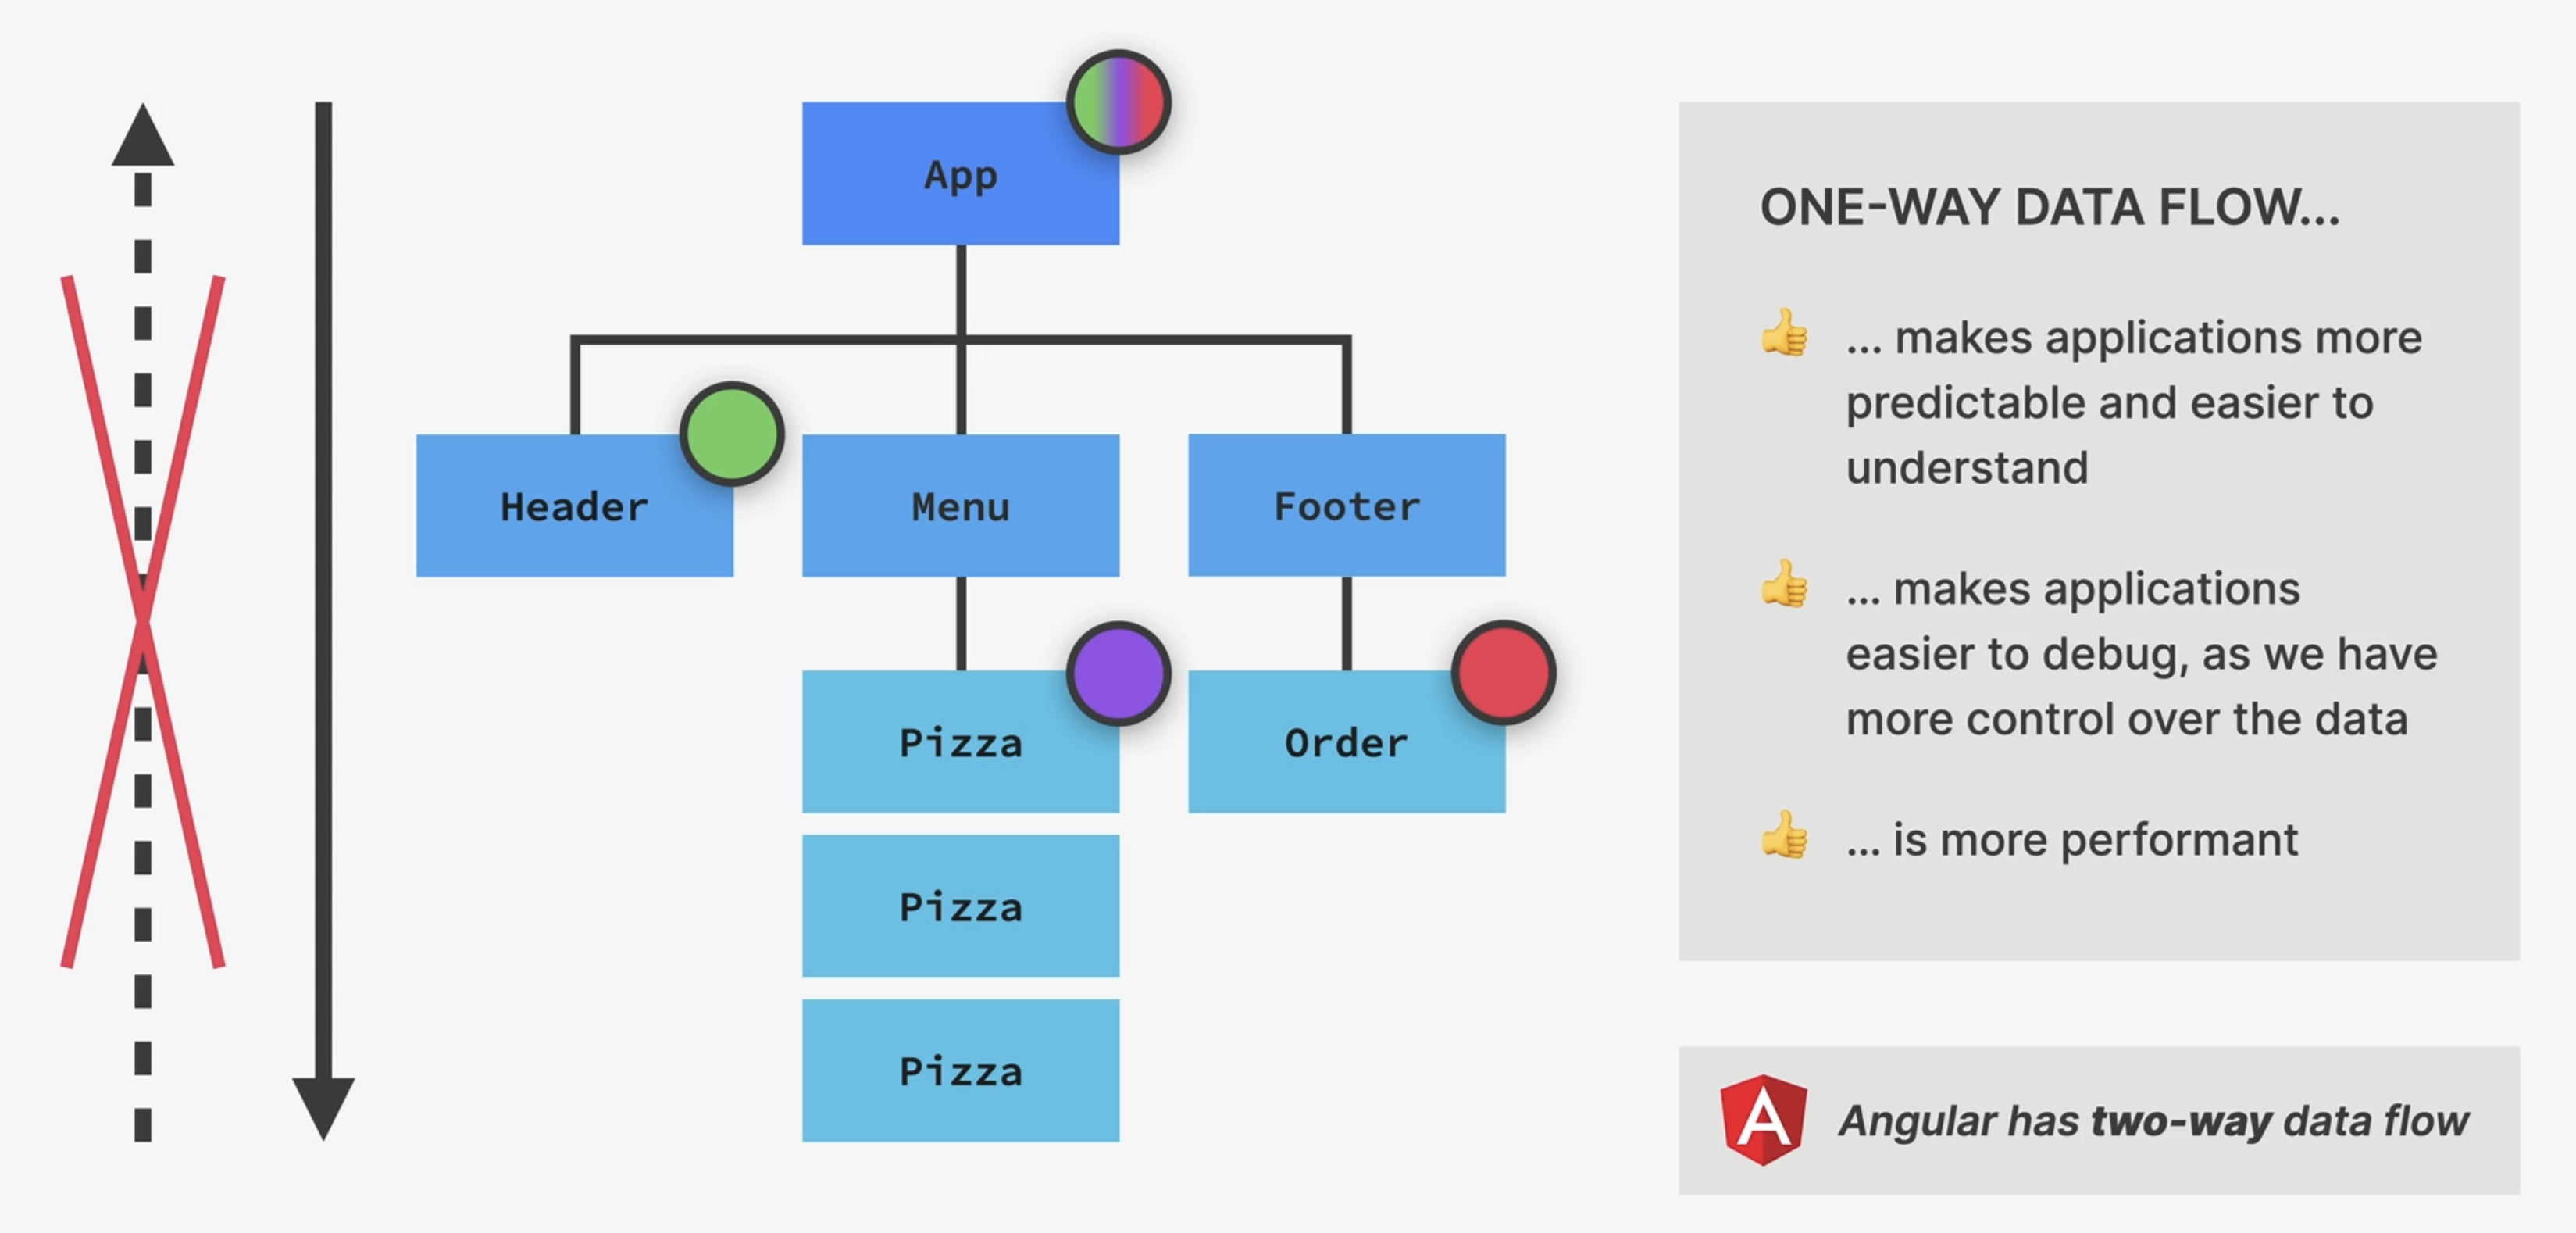 App
Header
Menu
Footer
Pizza
Order
Pizza
Pizza
ONE-WAY DATA FLOW...
👍 ... makes applications more
predictable and easier to
understand
👍 ... makes applications
easier to debug, as we have
more control over the data
👍 ... is more performant
A
Angular has two-way data flow